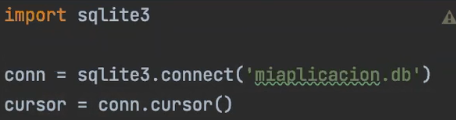 import sqlite3
conn = sqlite3.connect('miaplicacion.db')
cursor = conn.cursor()